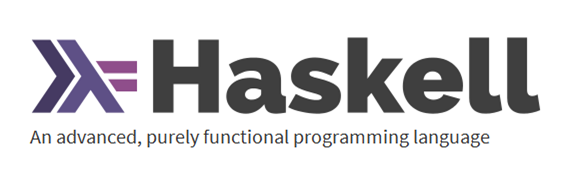 Haskell
An advanced, purely functional programming language